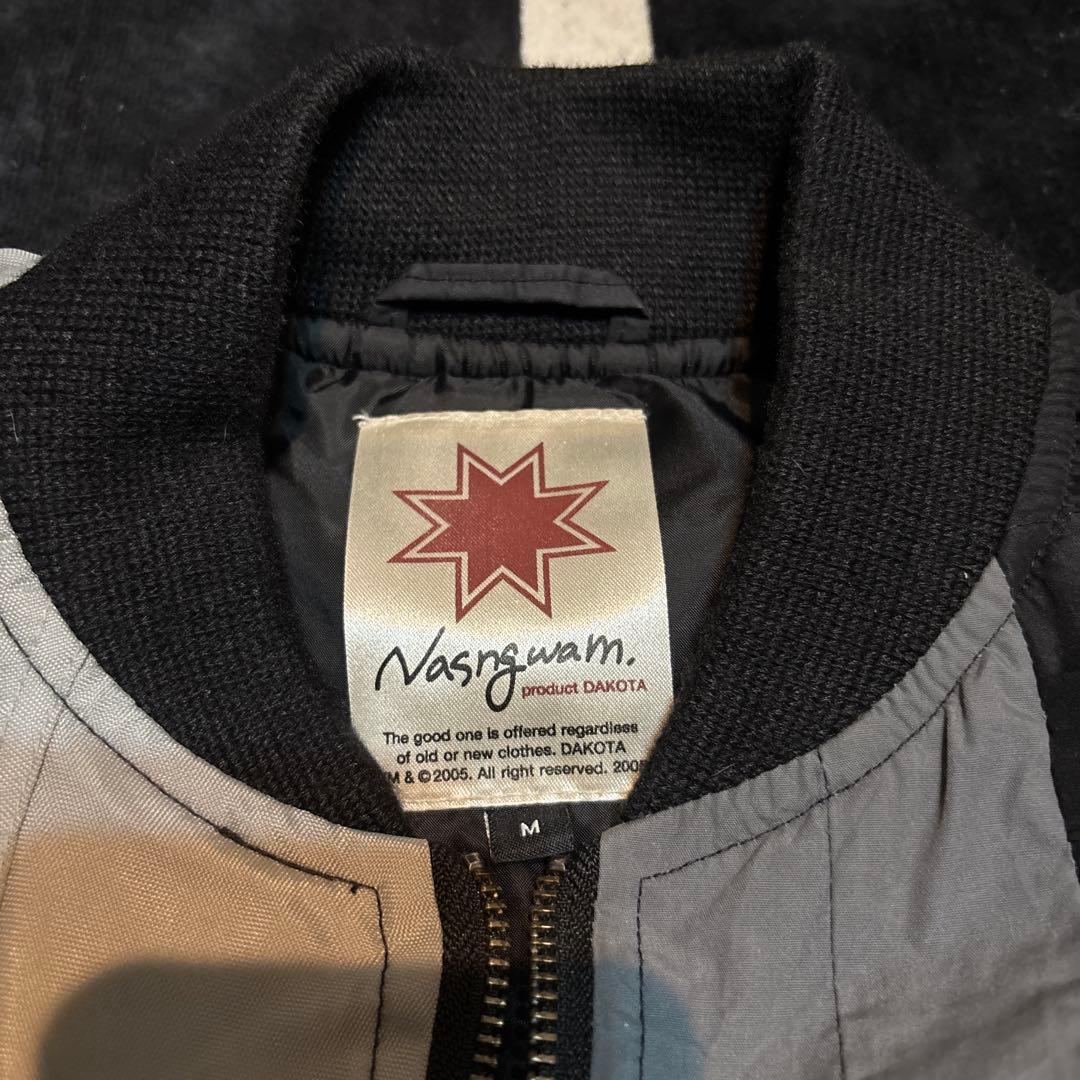 Nasngwam.
product DAKOTA
The good one is offered regardless
of old or new clothes. DAKOTA
& ©2005. All right reserved.
M